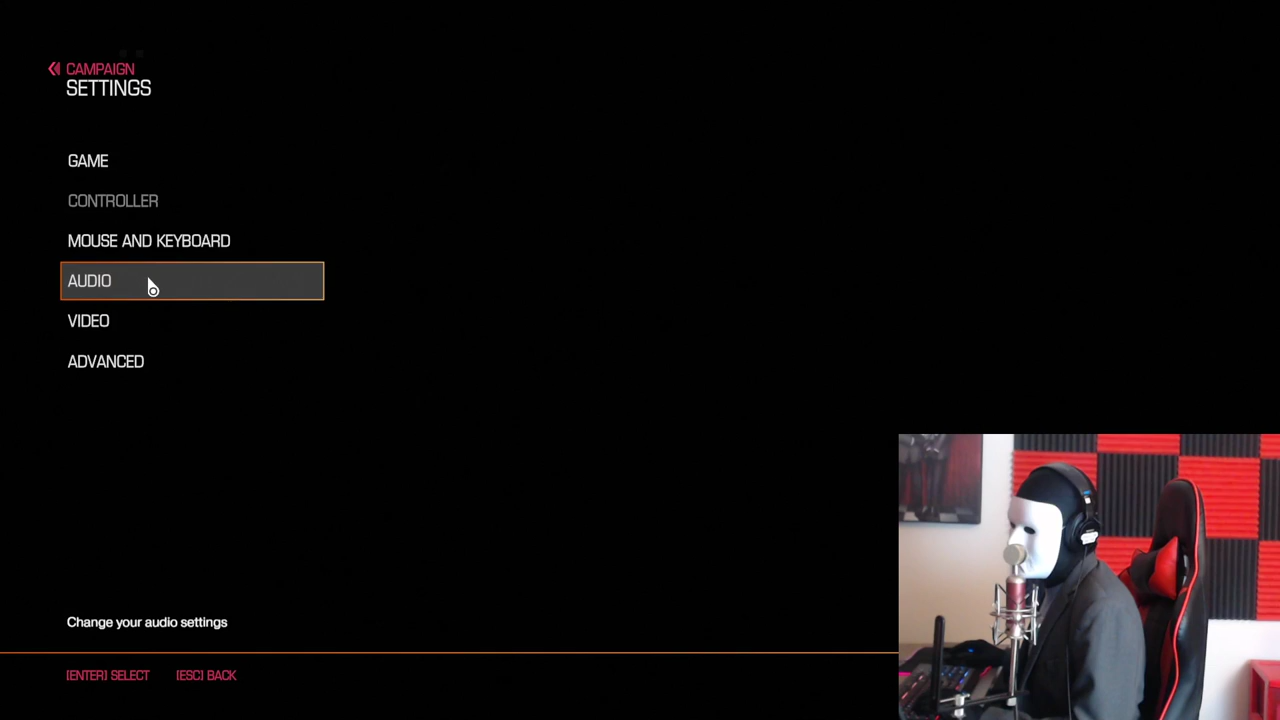 CAMPAIGN
SETTINGS
GAME
CONTROLLER
MOUSE AND KEYBOARD
AUDIO
VIDEO
ADVANCED
Change your audio settings
[ENTER] SELECT [ESC] BACK